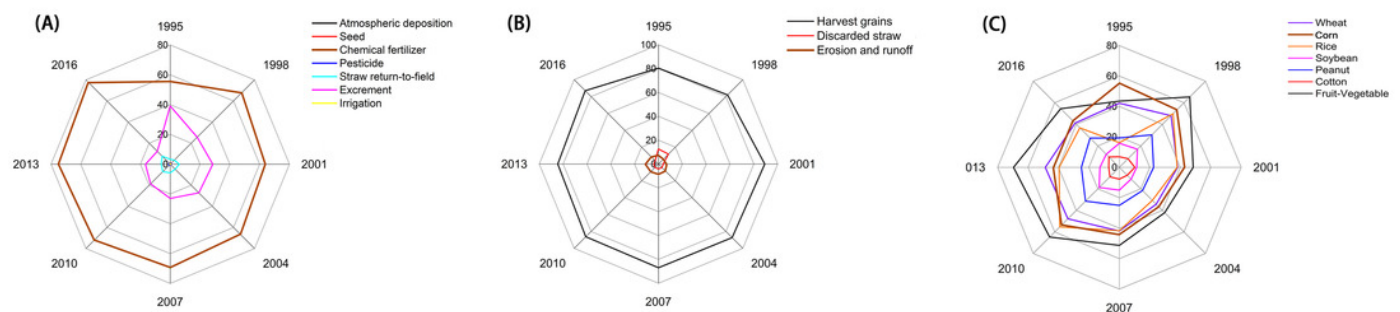 (A)
1995
1998
2001
2004
2007
2010
2013
2016
80
60
40
20
0
Atmospheric deposition
Seed
Chemical fertilizer
Pesticide
Straw return-to-field
Excrement
Irrigation
(B)
1995
1998
2001
2004
2007
2010
2013
2016
100
80
60
40
20
0
Harvest grains
Discarded straw
Erosion and runoff
(C)
1995
1998
2001
2004
2007
2010
013
2016
80
60
40
20
0
Wheat
Corn
Rice
Soybean
Peanut
Cotton
Fruit-Vegetable